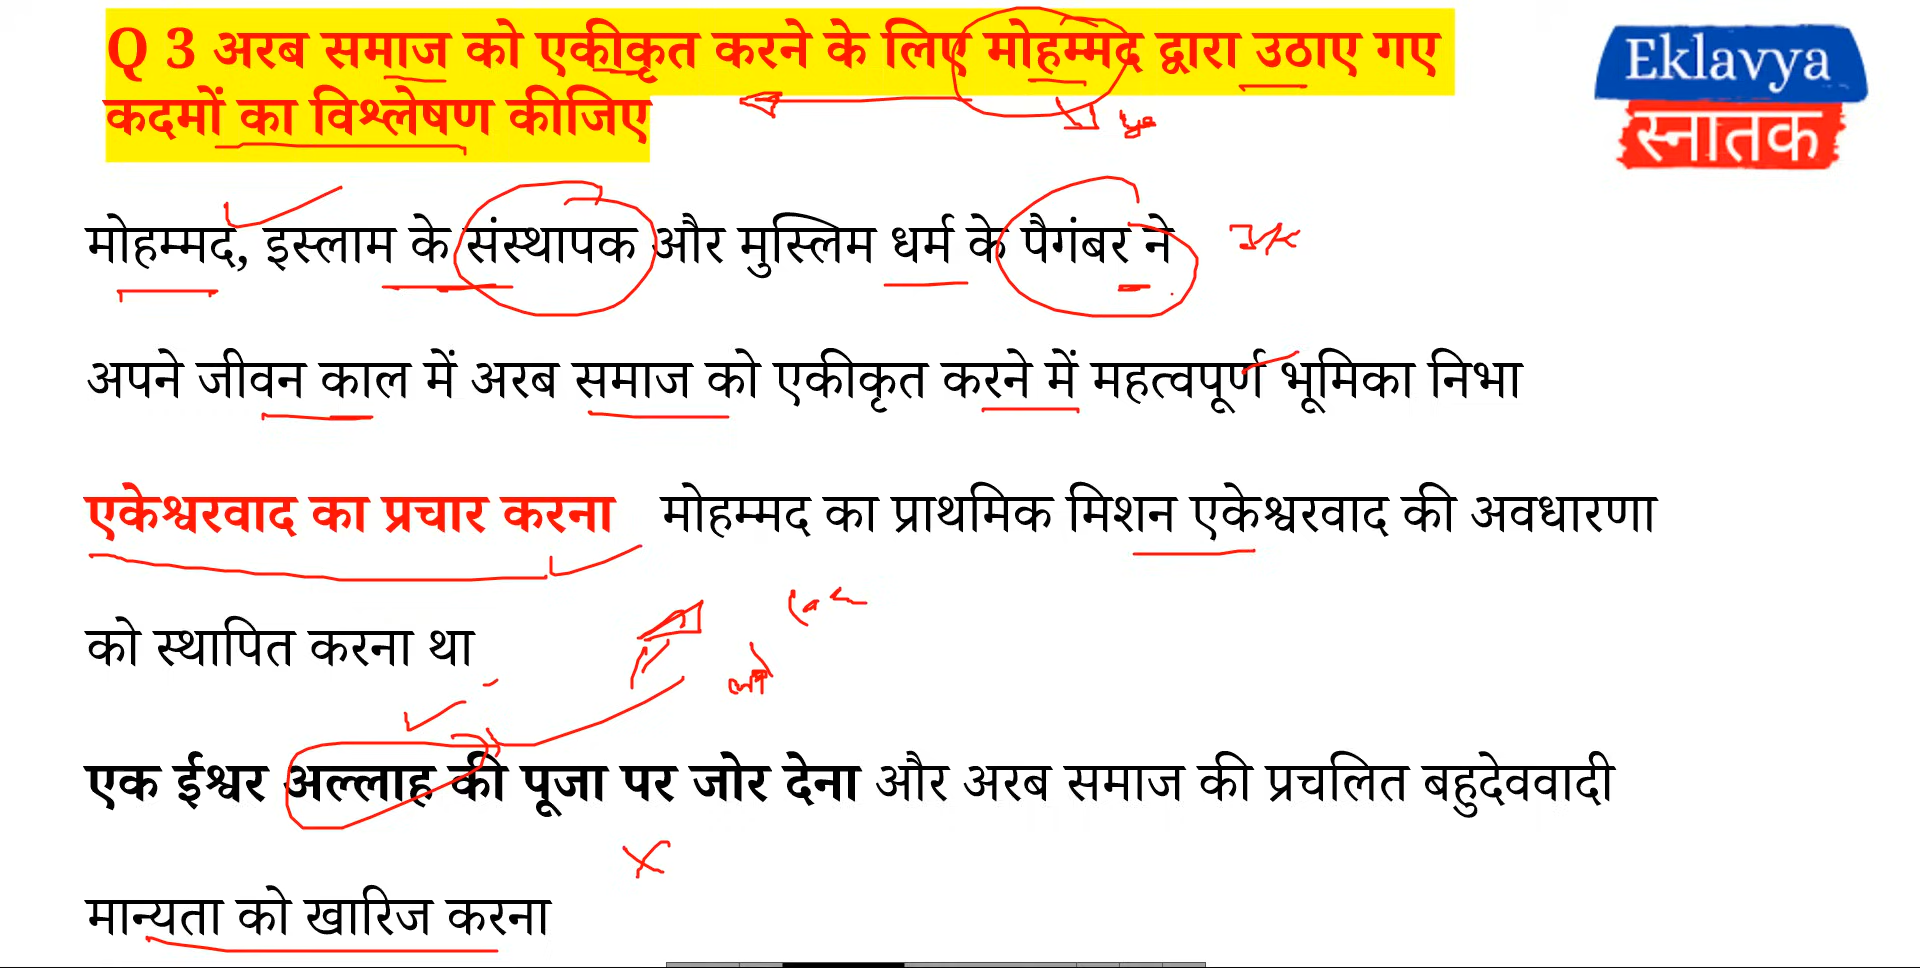 Q 3 अरब समाज को एकीकृत करने के लिए मोहम्मद द्वारा उठाए गए
कदमों का विश्लेषण कीजिए
Eklavya
स्नातक
मोहम्मद, इस्लाम के संस्थापक और मुस्लिम धर्म के पैगंबर ने
अपने जीवन काल में अरब समाज को एकीकृत करने में महत्वपूर्ण भूमिका निभा
एकेश्वरवाद का प्रचार करना मोहम्मद का प्राथमिक मिशन एकेश्वरवाद की अवधारणा
को स्थापित करना था
एक ईश्वर अल्लाह की पूजा पर जोर देना और अरब समाज की प्रचलित बहुदेववादी
मान्यता को खारिज करना